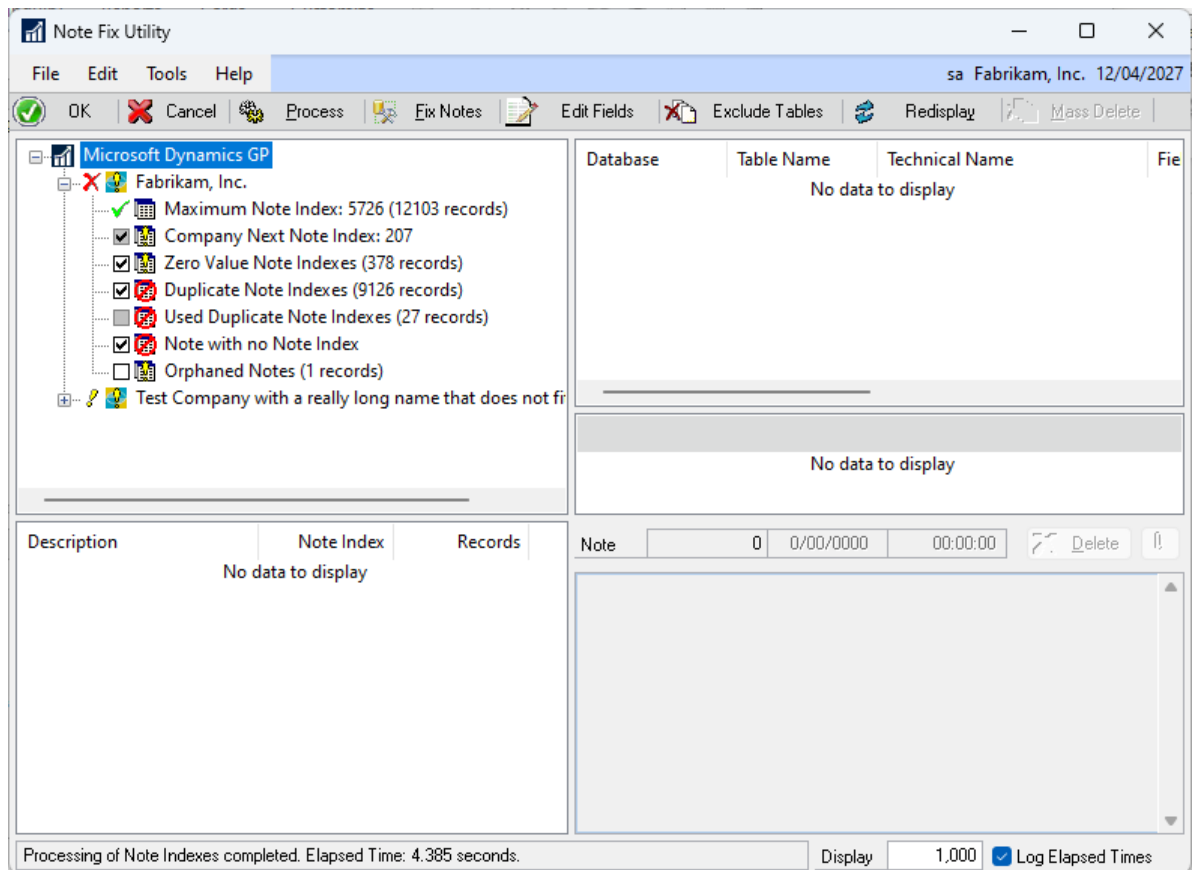 Note Fix Utility
File Edit Tools Help sa Fabrikam, Inc. 12/04/2027
OK Cancel Process Fix Notes Edit Fields Exclude Tables Redisplay Mass Delete
Microsoft Dynamics GP
Fabrikam, Inc.
Maximum Note Index: 5726 (12103 records)
Company Next Note Index: 207
Zero Value Note Indexes (378 records)
Duplicate Note Indexes (9126 records)
Used Duplicate Note Indexes (27 records)
Note with no Note Index
Orphaned Notes (1 records)
Test Company with a really long name that does not fi
Database Table Name Technical Name Fie
No data to display
No data to display
Description Note Index Records
No data to display
Note 0 0/00/0000 00:00:00 Delete
Processing of Note Indexes completed. Elapsed Time: 4.385 seconds.
Display 1,000 Log Elapsed Times